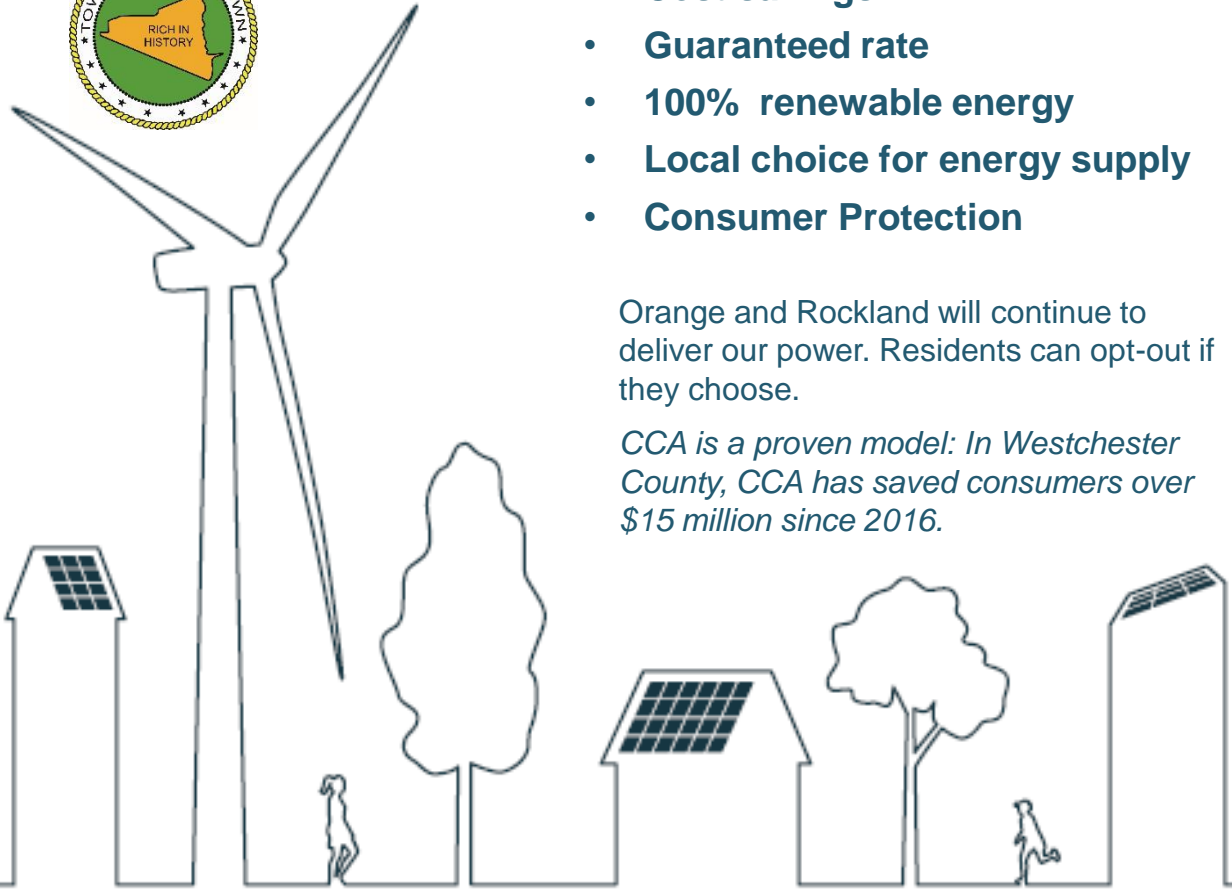 RICH IN
HISTORY
• Guaranteed rate
• 100% renewable energy
• Local choice for energy supply
• Consumer Protection
Orange and Rockland will continue to
deliver our power. Residents can opt-out if
they choose.
CCA is a proven model: In Westchester
County, CCA has saved consumers over
$15 million since 2016.